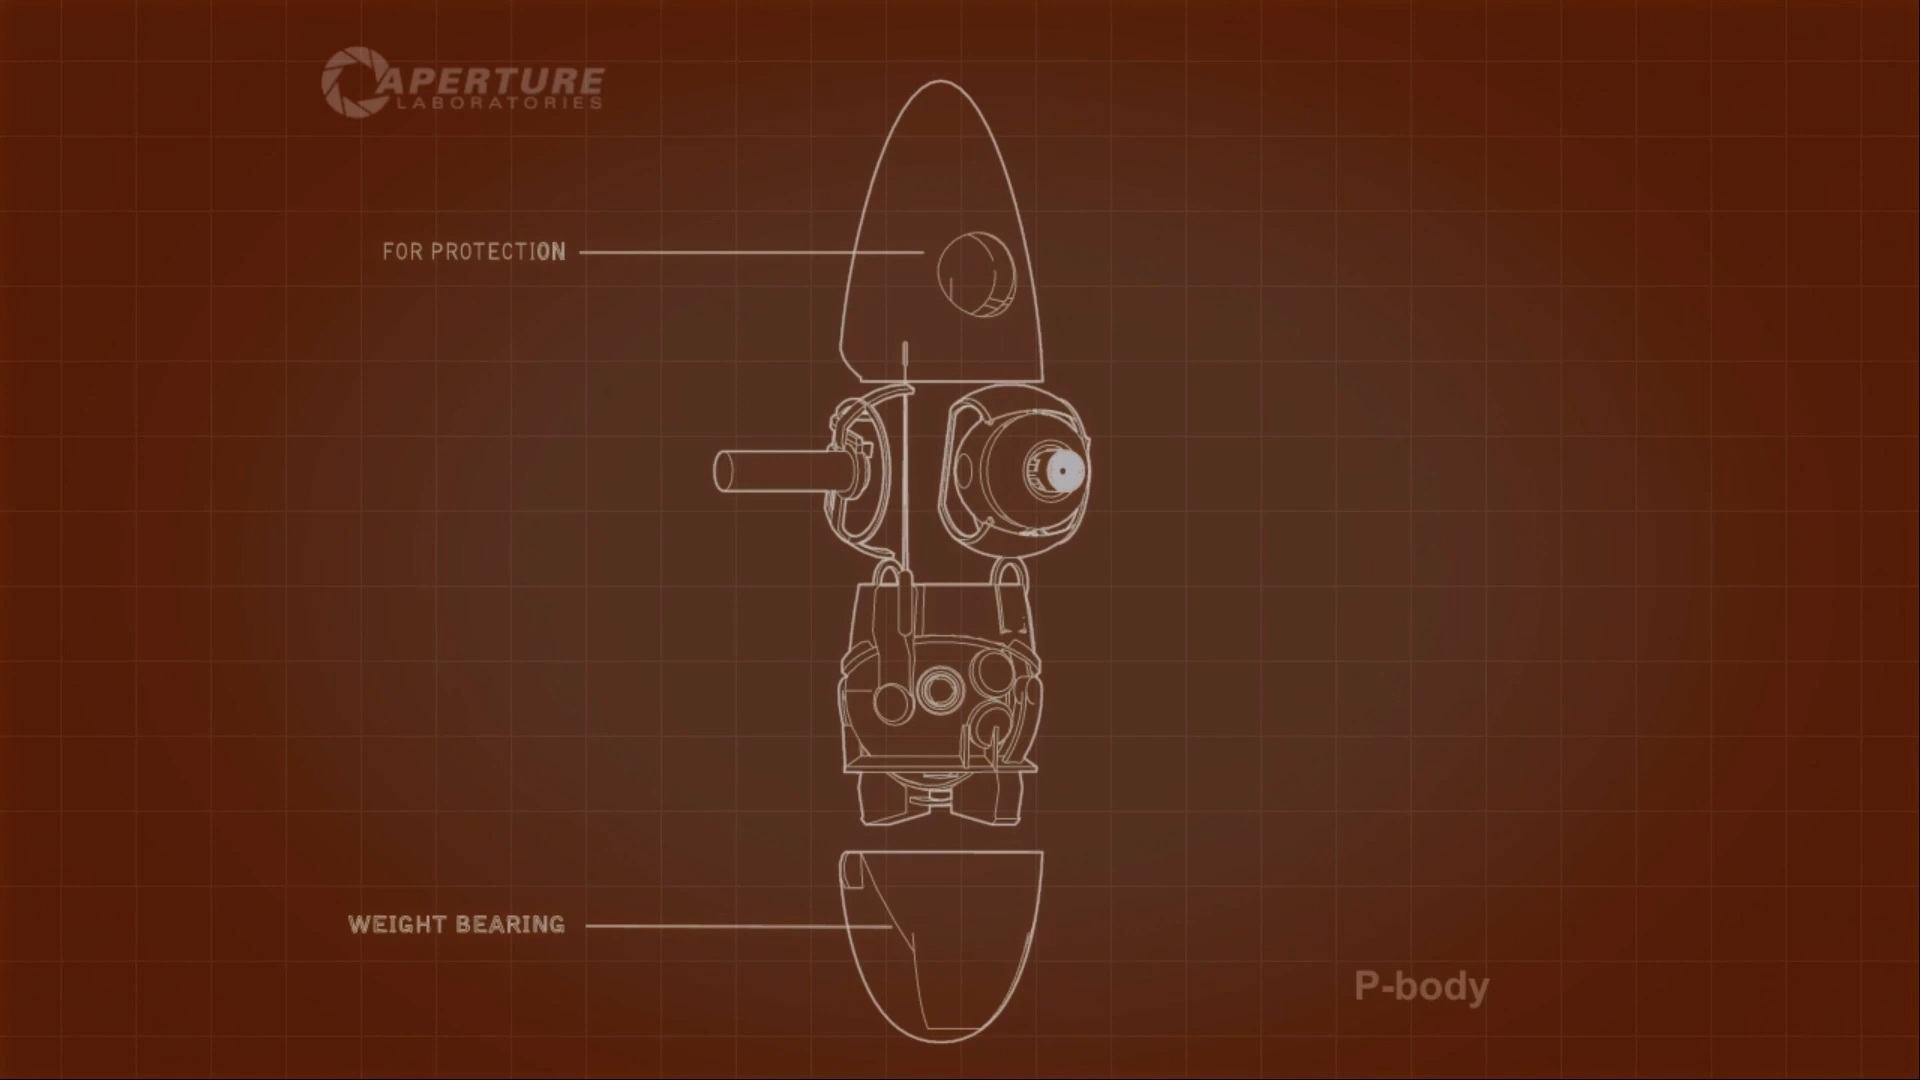 APERTURE
LABORATORIES
FOR PROTECTION
WEIGHT BEARING
P-body